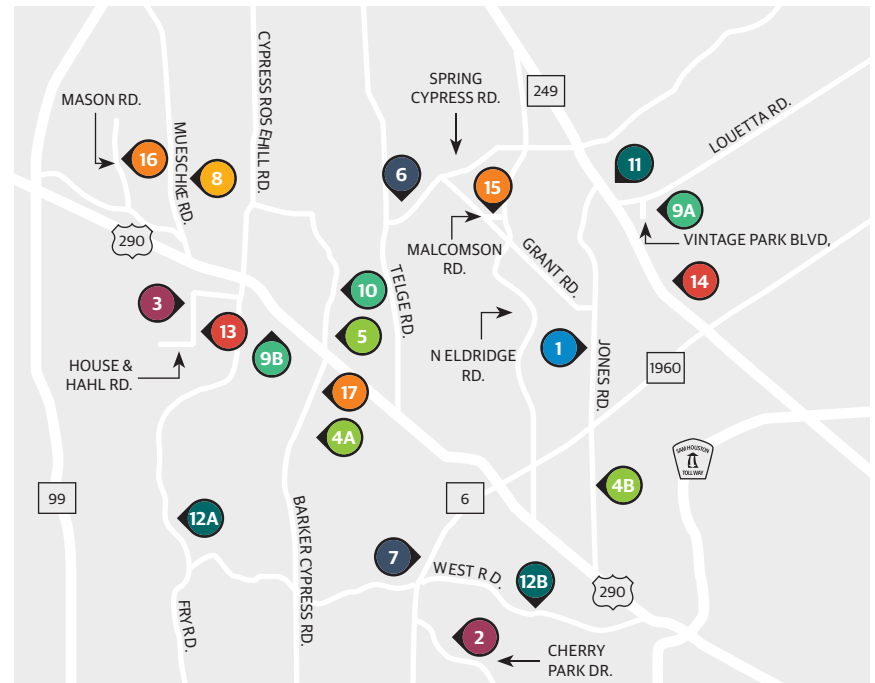 SPRING
CYPRESS RD.
249
MASON RD.
CYPRESS ROSEHILL RD.
MUESCHKE RD.
LOUETTA RD.
16
8
6
15
11
9A
290
MALCOMSON
RD.
GRANT RD.
VINTAGE PARK BLVD,
TELGE RD.
3
10
14
13
5
9B
N ELDRIDGE
RD.
1
JONES RD.
1960
HOUSE &
HAHL RD.
17
4A
SAM HOUSTON
TOLLWAY
99
12A
BARKER CYPRESS RD.
6
4B
7
WEST RD.
12B
290
FRY RD.
2
CHERRY
PARK DR.